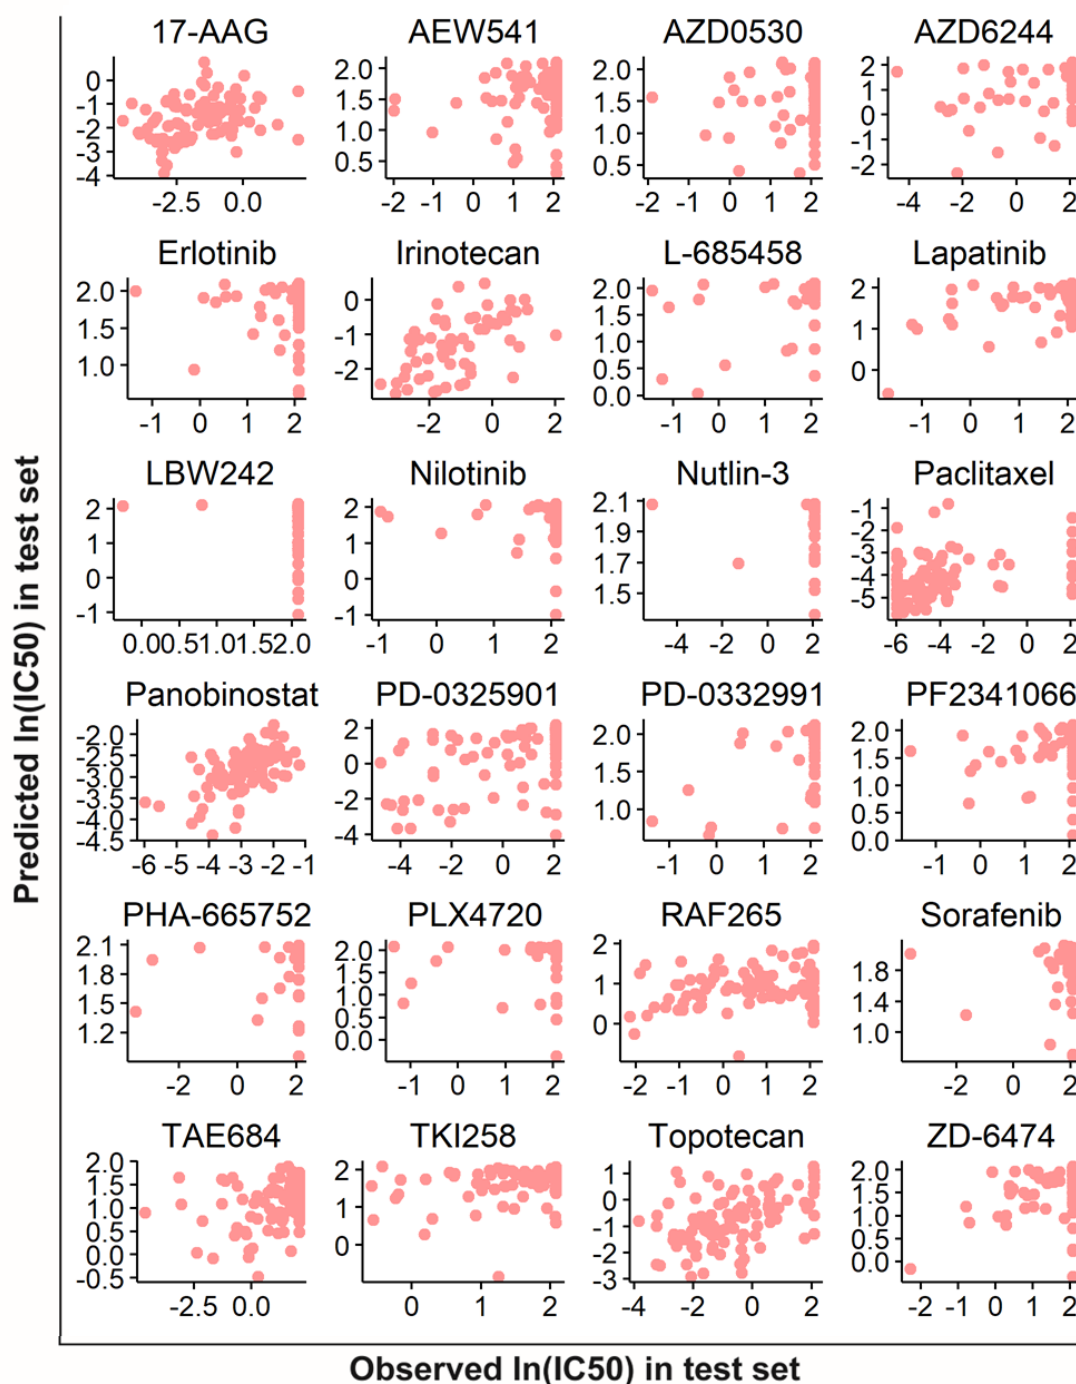 17-AAG AEW541 AZD0530 AZD6244
0 -1 -2 -3 -4
2.0 1.5 1.0 0.5
2.0 1.5 1.0 0.5
2 1 0 -1 -2
-2.5 0.0
-2 -1 0 1 2
-2 -1 0 1 2
-4 -2 0 2
Erlotinib Irinotecan L-685458 Lapatinib
2.0 1.5 1.0
0 -1 -2
2.0 1.5 1.0 0.5 0.0
2 1 0
-1 0 1 2
-2 0 2
-1 0 1 2
-1 0 1 2
LBW242 Nilotinib Nutlin-3 Paclitaxel
2 1 0 -1
2 1 0 -1
2.1 1.9 1.7 1.5
-1 -2 -3 -4 -5
0.0 0.5 1.0 1.5 2.0
-1 0 1 2
-4 -2 0 2
-6 -4 -2 0 2
Panobinostat PD-0325901 PD-0332991 PF2341066
-2.0 -2.5 -3.0 -3.5 -4.0 -4.5
2 0 -2 -4
2.0 1.5 1.0
2.0 1.5 1.0 0.5 0.0
-6 -5 -4 -3 -2 -1
-4 -2 0 2
-1 0 1 2
-1 0 1 2
PHA-665752 PLX4720 RAF265 Sorafenib
2.1 1.8 1.5 1.2
2.0 1.5 1.0 0.5 0.0
2 1 0
1.8 1.4 1.0
-2 0 2
-1 0 1 2
-2 -1 0 1 2
-2 0 2
TAE684 TKI258 Topotecan ZD-6474
2.0 1.5 1.0 0.5 0.0 -0.5
2 1 0
1 0 -1 -2 -3
2.0 1.5 1.0 0.5 0.0
-2.5 0.0
0 1 2
-4 -2 0 2
-2 -1 0 1 2
Predicted ln(IC50) in test set
Observed ln(IC50) in test set